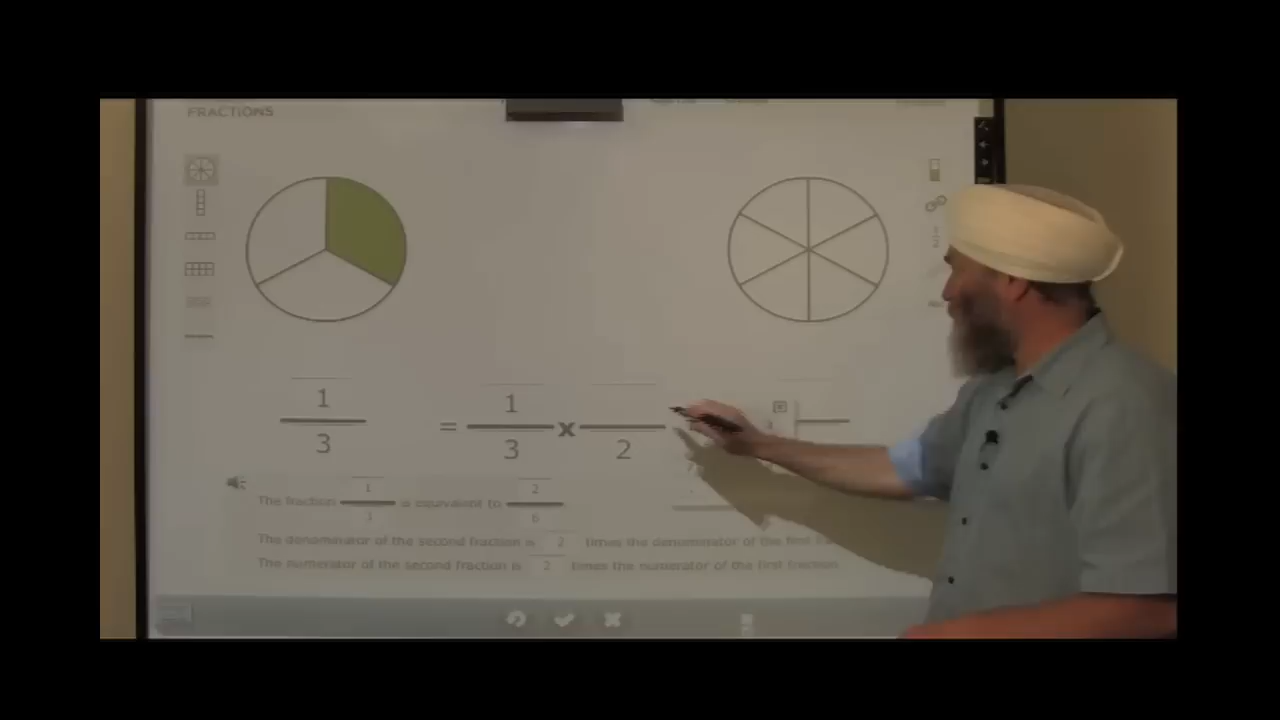 FRACTIONS
1
3
=
1
3
x
2
The fraction 1 is equivalent to 2
6
The denominator of the second fraction is 2 times the denominator of the
The numerator of the second fraction is 2 times the numerator of the first fraction